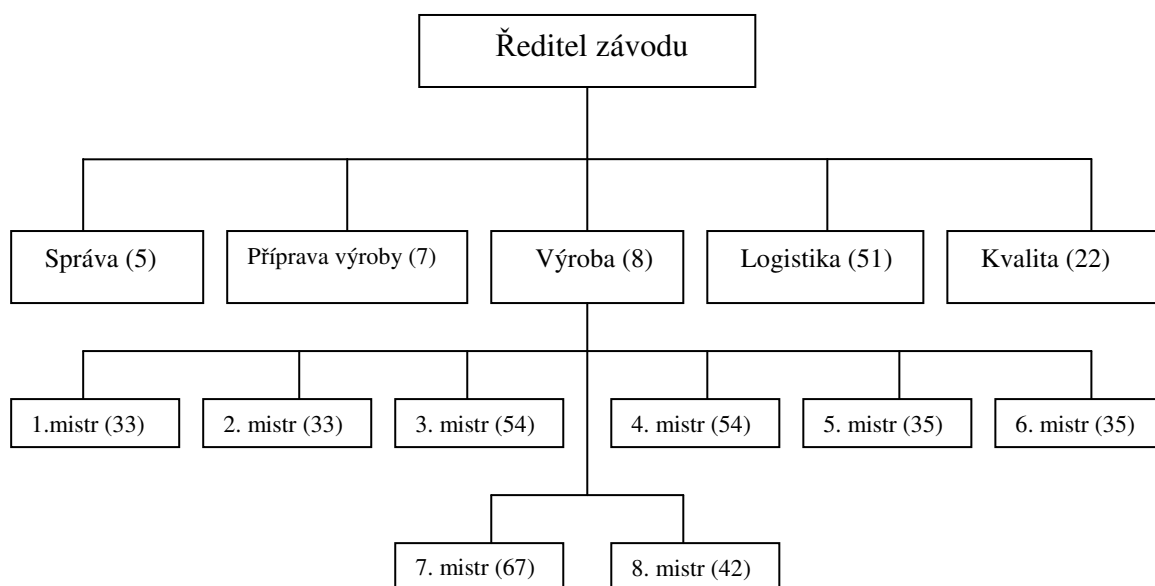 Ředitel závodu
Správa (5)
Příprava výroby (7)
Výroba (8)
Logistika (51)
Kvalita (22)
1.mistr (33)
2. mistr (33)
3. mistr (54)
4. mistr (54)
5. mistr (35)
6. mistr (35)
7. mistr (67)
8. mistr (42)